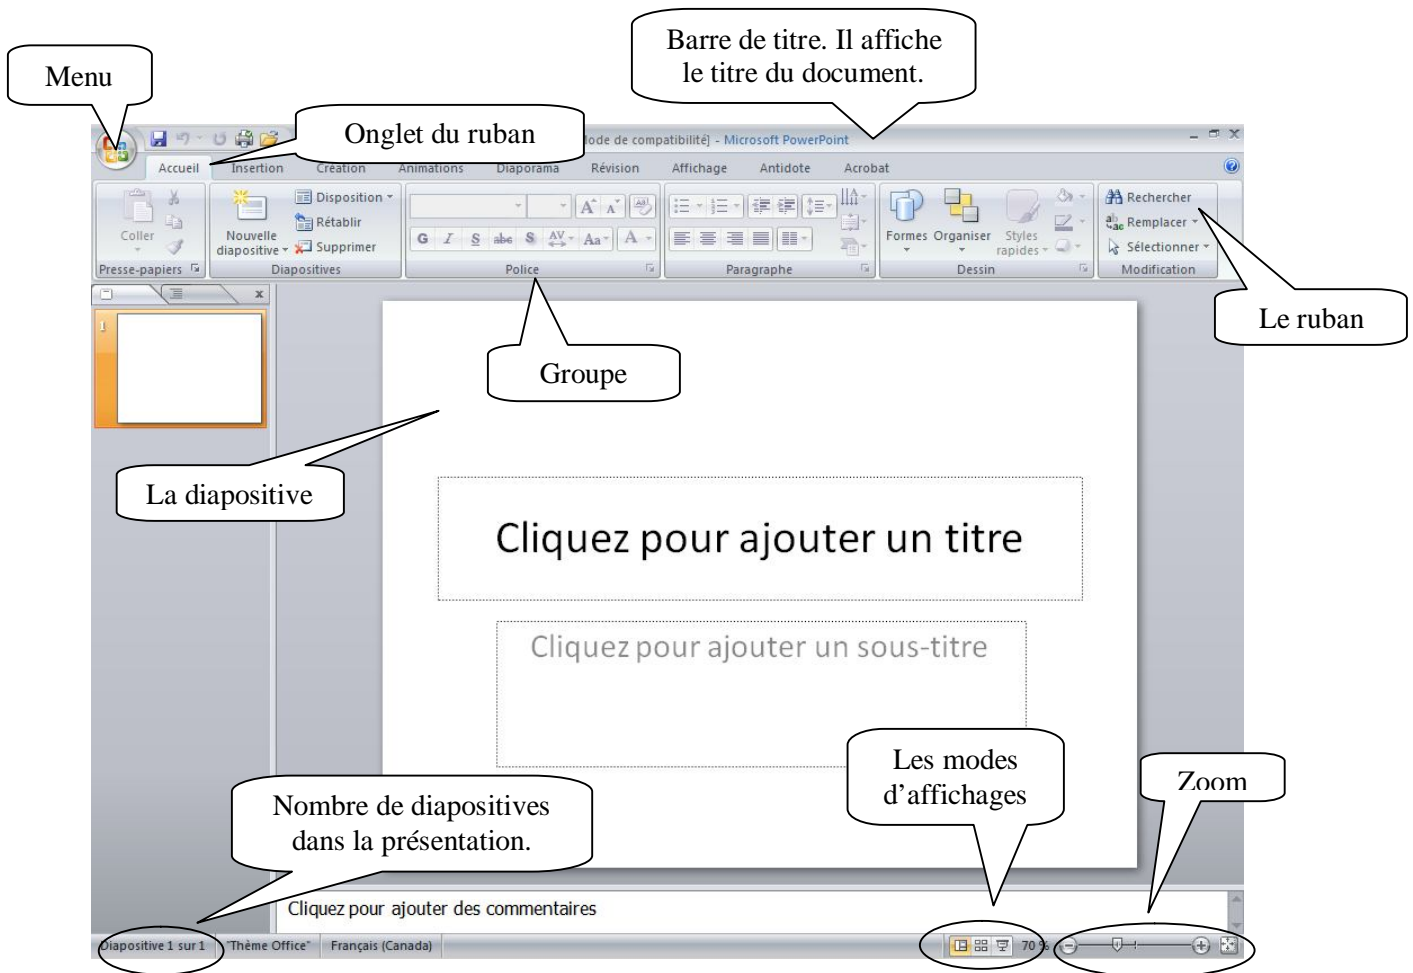 Barre de titre. Il affiche
le titre du document.
Menu
Onglet du ruban
Mode de compatibilité] - Microsoft PowerPoint
Accueil Insertion Création Animations Diaporama Révision Affichage Antidote Acrobat
Coller
Nouvelle
diapositive
Disposition
Rétablir
Supprimer
G I S abc S AV Aa A
Formes Organiser Styles
rapides
Rechercher
Remplacer
Sélectionner
Presse-papiers Diapositives Police Paragraphe Dessin Modification
Le ruban
Groupe
1
La diapositive
Cliquez pour ajouter un titre
Cliquez pour ajouter un sous-titre
Les modes
d’affichages
Zoom
Nombre de diapositives
dans la présentation.
Cliquez pour ajouter des commentaires
Diapositive 1 sur 1 "Thème Office" Français (Canada) 70 %